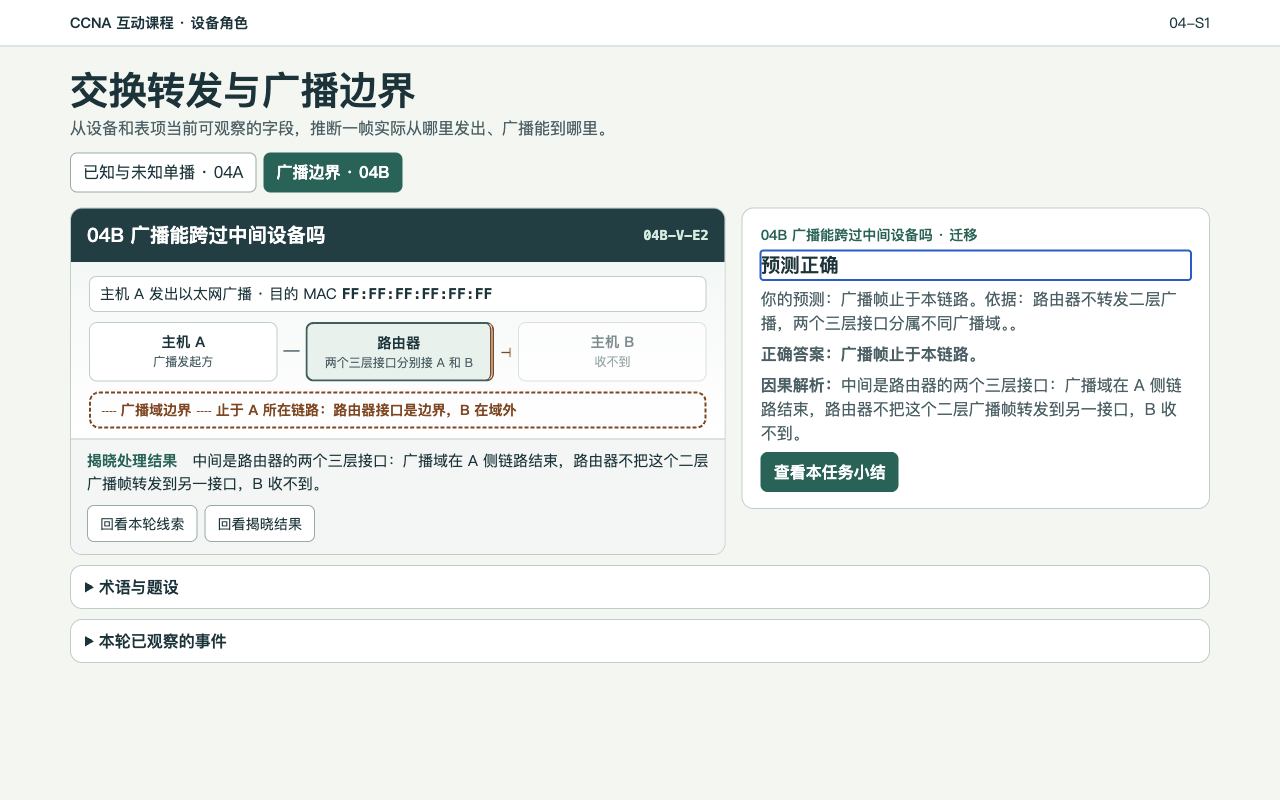 CCNA 互动课程 · 设备角色
04–S1
交换转发与广播边界
从设备和表项当前可观察的字段，推断一帧实际从哪里发出、广播能到哪里。
已知与未知单播 · 04A
广播边界 · 04B
04B 广播能跨过中间设备吗
04B–V–E2
主机 A 发出以太网广播 · 目的 MAC FF:FF:FF:FF:FF:FF
主机 A
广播发起方
—
路由器
两个三层接口分别接 A 和 B
⊣
主机 B
收不到
---- 广播域边界 ---- 止于 A 所在链路：路由器接口是边界，B 在域外
揭晓处理结果 中间是路由器的两个三层接口：广播域在 A 侧链路结束，路由器不把这个二层
广播帧转发到另一接口，B 收不到。
回看本轮线索
回看揭晓结果
04B 广播能跨过中间设备吗 · 迁移
预测正确
你的预测：广播帧止于本链路。依据：路由器不转发二层广
播，两个三层接口分属不同广播域。。
正确答案：广播帧止于本链路。
因果解析：中间是路由器的两个三层接口：广播域在 A 侧链
路结束，路由器不把这个二层广播帧转发到另一接口，B 收
不到。
查看本任务小结
▶ 术语与题设
▶ 本轮已观察的事件